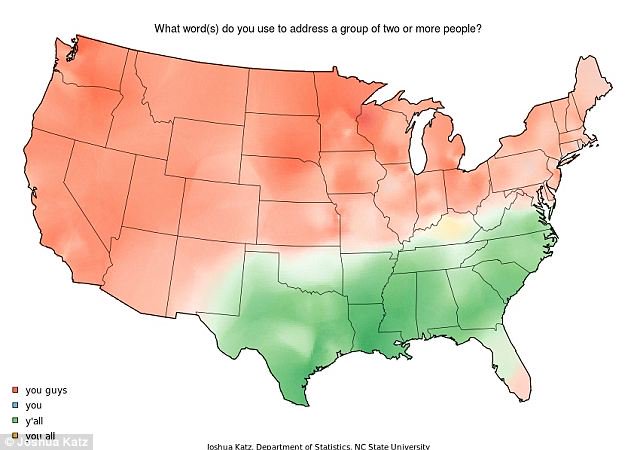 What word(s) do you use to address a group of two or more people?
you guys
you
y'all
you all
© Joshua Katz
Joshua Katz, Department of Statistics, NC State University